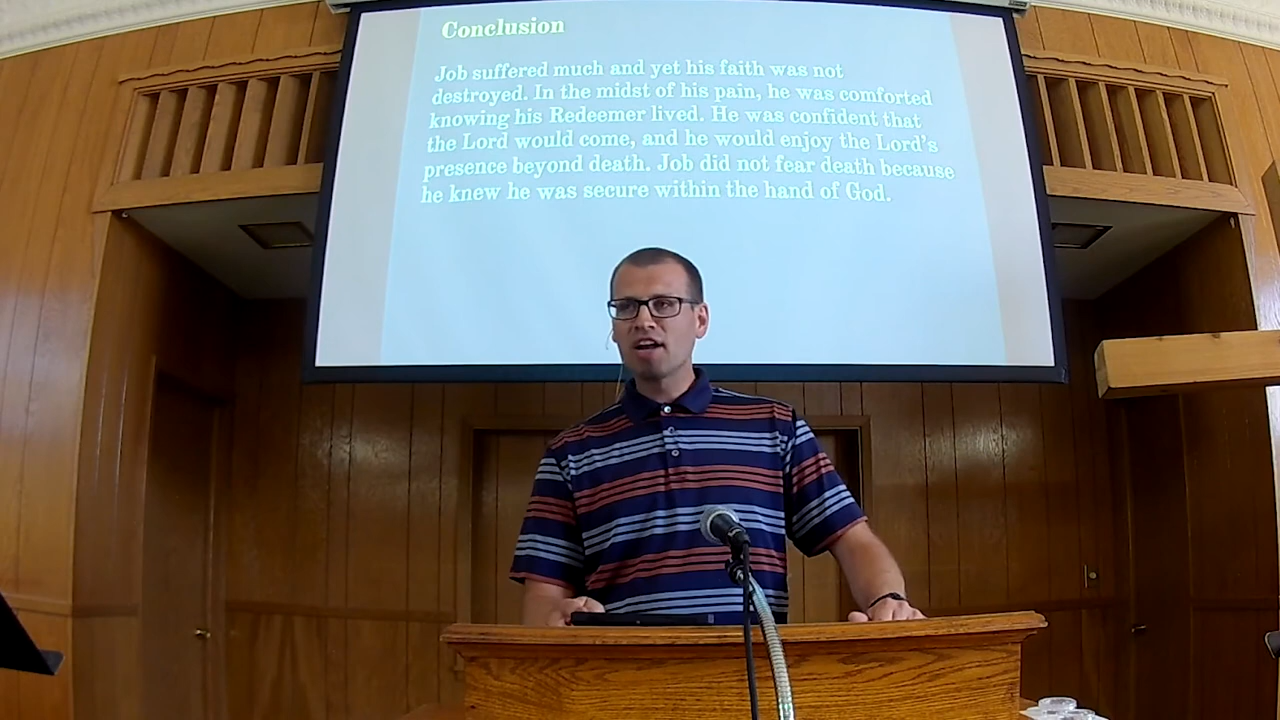 Conclusion
Job suffered much and yet his faith was not
destroyed. In the midst of his pain, he was comforted
knowing his Redeemer lived. He was confident that
the Lord would come, and he would enjoy the Lord's
presence beyond death. Job did not fear death because
he knew he was secure within the hand of God.